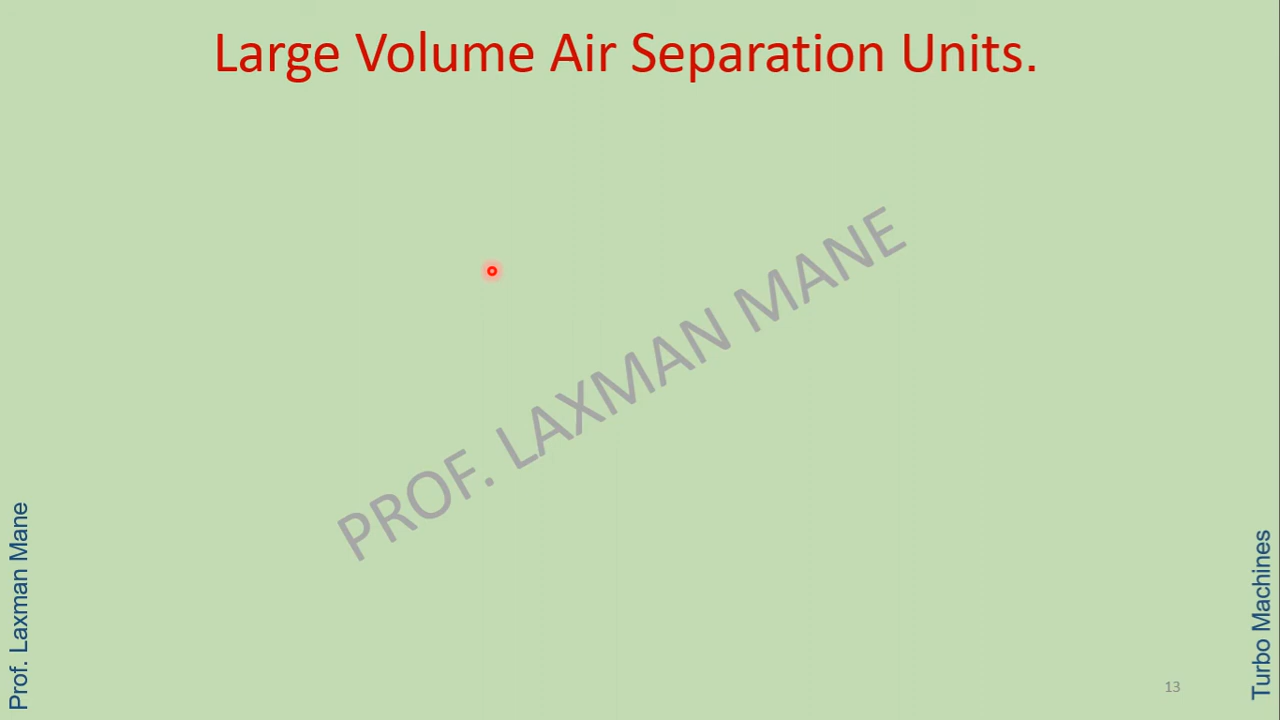 Large Volume Air Separation Units.
PROF. LAXMAN MANE
Prof. Laxman Mane
Turbo Machines
13